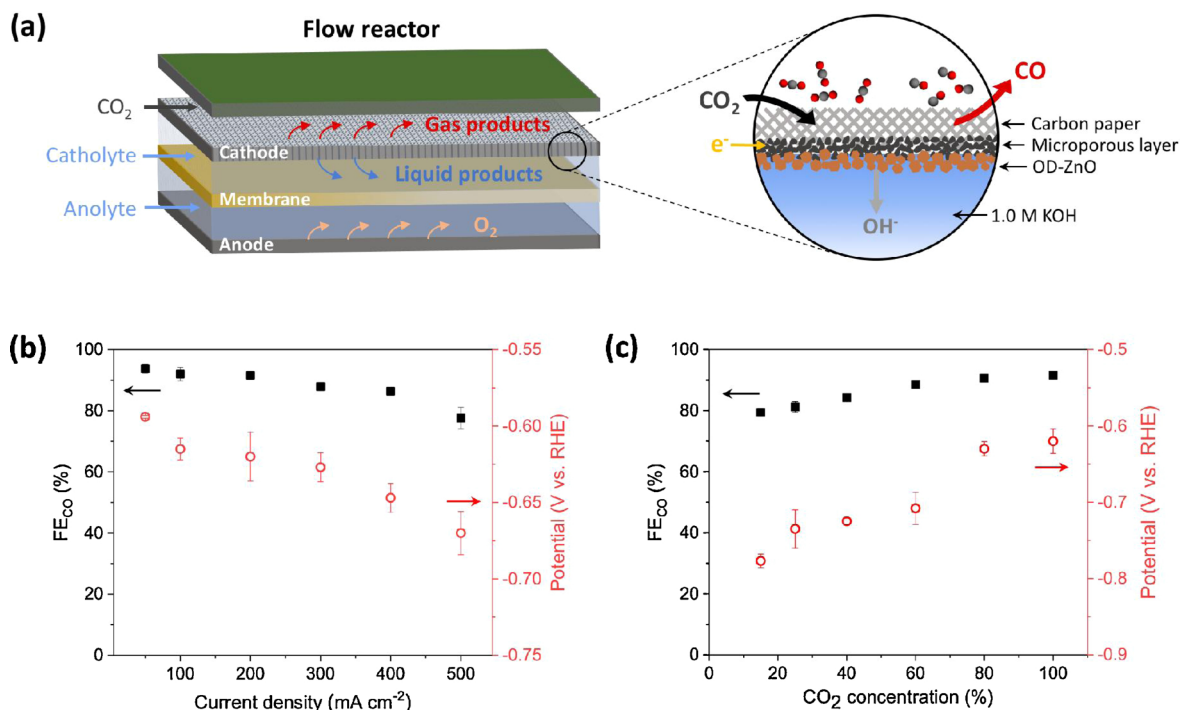 (a)
Flow reactor
CO₂
Catholyte
Anolyte
Gas products
Cathode
Liquid products
Membrane
O₂
Anode
CO₂
CO
e⁻
Carbon paper
Microporous layer
OD-ZnO
OH⁻
1.0 M KOH
(b)
100
80
60
40
20
0
FE_CO (%)
100
200
300
400
500
Current density (mA cm⁻²)
-0.55
-0.60
-0.65
-0.70
-0.75
Potential (V vs. RHE)
(c)
100
80
60
40
20
0
FE_CO (%)
0
20
40
60
80
100
CO₂ concentration (%)
-0.5
-0.6
-0.7
-0.8
-0.9
Potential (V vs. RHE)